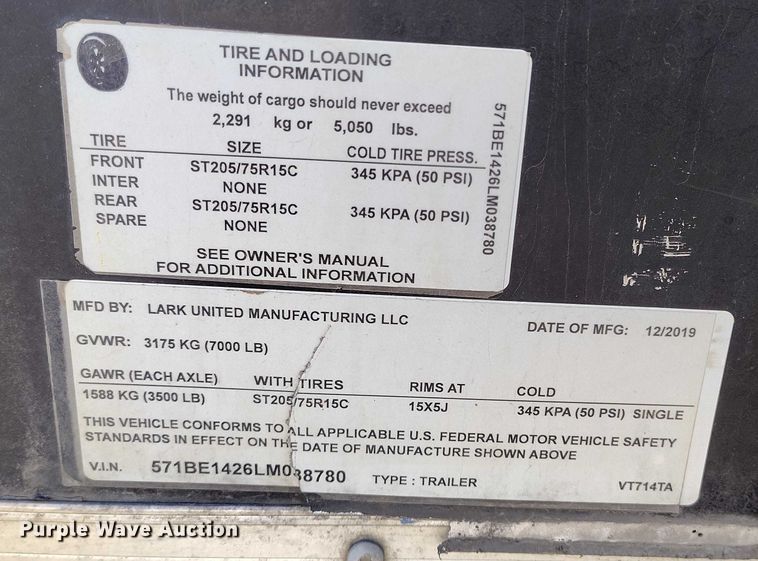 TIRE AND LOADING
INFORMATION
The weight of cargo should never exceed
2,291 kg or 5,050 lbs.
TIRE SIZE COLD TIRE PRESS.
FRONT ST205/75R15C 345 KPA (50 PSI)
INTER NONE
REAR ST205/75R15C 345 KPA (50 PSI)
SPARE NONE
SEE OWNER'S MANUAL
FOR ADDITIONAL INFORMATION
571BE1426LM038780
MFD BY: LARK UNITED MANUFACTURING LLC DATE OF MFG: 12/2019
GVWR: 3175 KG (7000 LB)
GAWR (EACH AXLE) WITH TIRES RIMS AT COLD
1588 KG (3500 LB) ST205/75R15C 15X5J 345 KPA (50 PSI) SINGLE
THIS VEHICLE CONFORMS TO ALL APPLICABLE U.S. FEDERAL MOTOR VEHICLE SAFETY
STANDARDS IN EFFECT ON THE DATE OF MANUFACTURE SHOWN ABOVE
V.I.N. 571BE1426LM038780 TYPE : TRAILER VT714TA
Purple Wave Auction